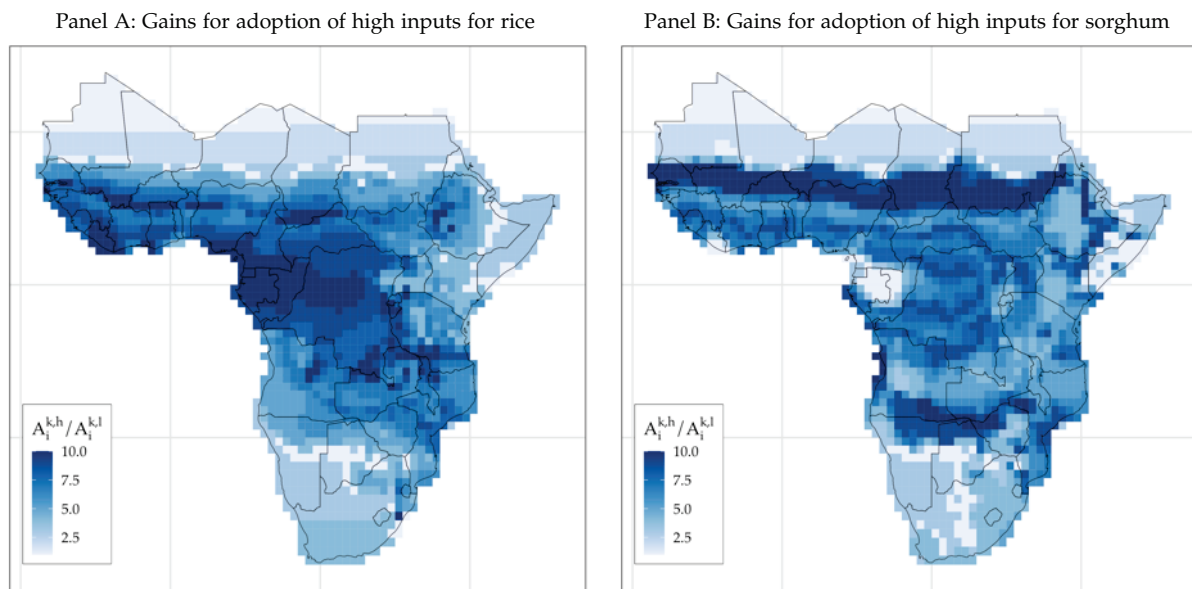 Panel A: Gains for adoption of high inputs for rice
A_i^{k,h}/A_i^{k,l}
10.0
7.5
5.0
2.5
Panel B: Gains for adoption of high inputs for sorghum
A_i^{k,h}/A_i^{k,l}
10.0
7.5
5.0
2.5